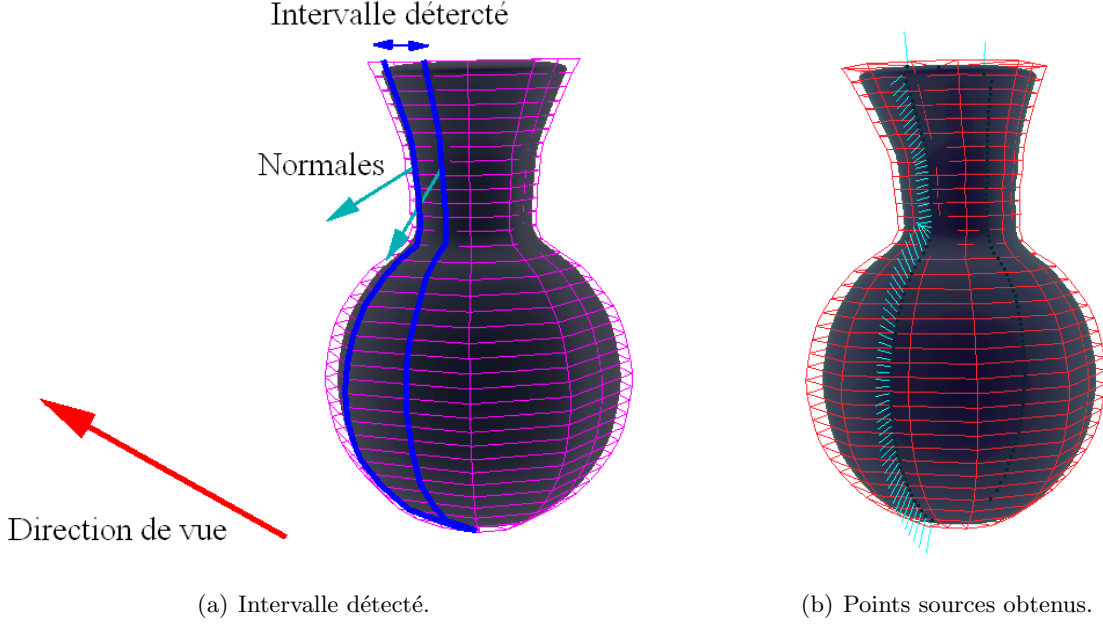 Intervalle détercté
Normales
Direction de vue
(a) Intervalle détecté.
(b) Points sources obtenus.